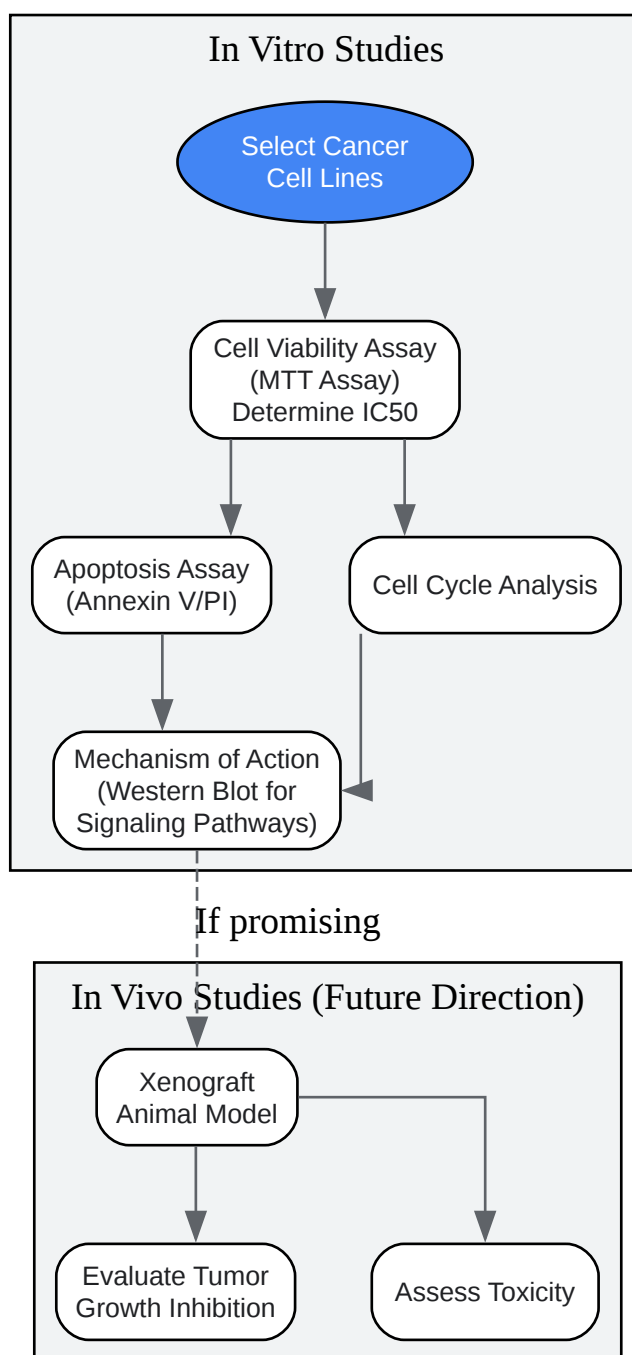 In Vitro Studies
Select Cancer
Cell Lines
Cell Viability Assay
(MTT Assay)
Determine IC50
Apoptosis Assay
(Annexin V/PI)
Cell Cycle Analysis
Mechanism of Action
(Western Blot for
Signaling Pathways)
If promising
In Vivo Studies (Future Direction)
Xenograft
Animal Model
Evaluate Tumor
Growth Inhibition
Assess Toxicity